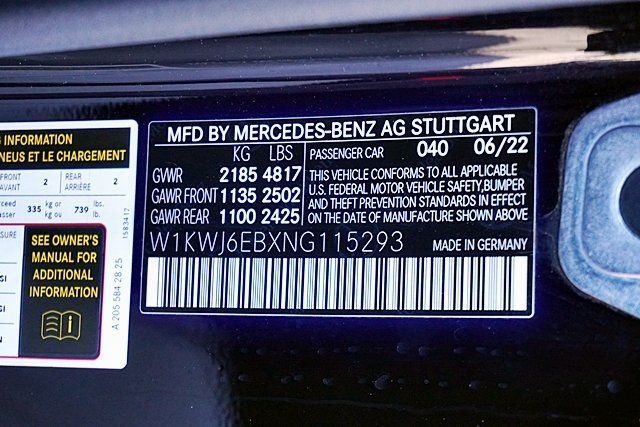 INFORMATION
NEUS ET LE CHARGEMENT
FRONT 2 REAR 2
AVANT ARRIÈRE
335 kg or 739 lbs.
kg ou lb.
SEE OWNER'S
MANUAL FOR
ADDITIONAL
INFORMATION
1583417
A 205 584 28 25
MFD BY MERCEDES-BENZ AG STUTTGART
KG LBS
GVWR 2185 4817
GAWR FRONT 1135 2502
GAWR REAR 1100 2425
PASSENGER CAR 040 06/22
THIS VEHICLE CONFORMS TO ALL APPLICABLE
U.S. FEDERAL MOTOR VEHICLE SAFETY, BUMPER
AND THEFT PREVENTION STANDARDS IN EFFECT
ON THE DATE OF MANUFACTURE SHOWN ABOVE
W1KWJ6EBXNG115293 MADE IN GERMANY